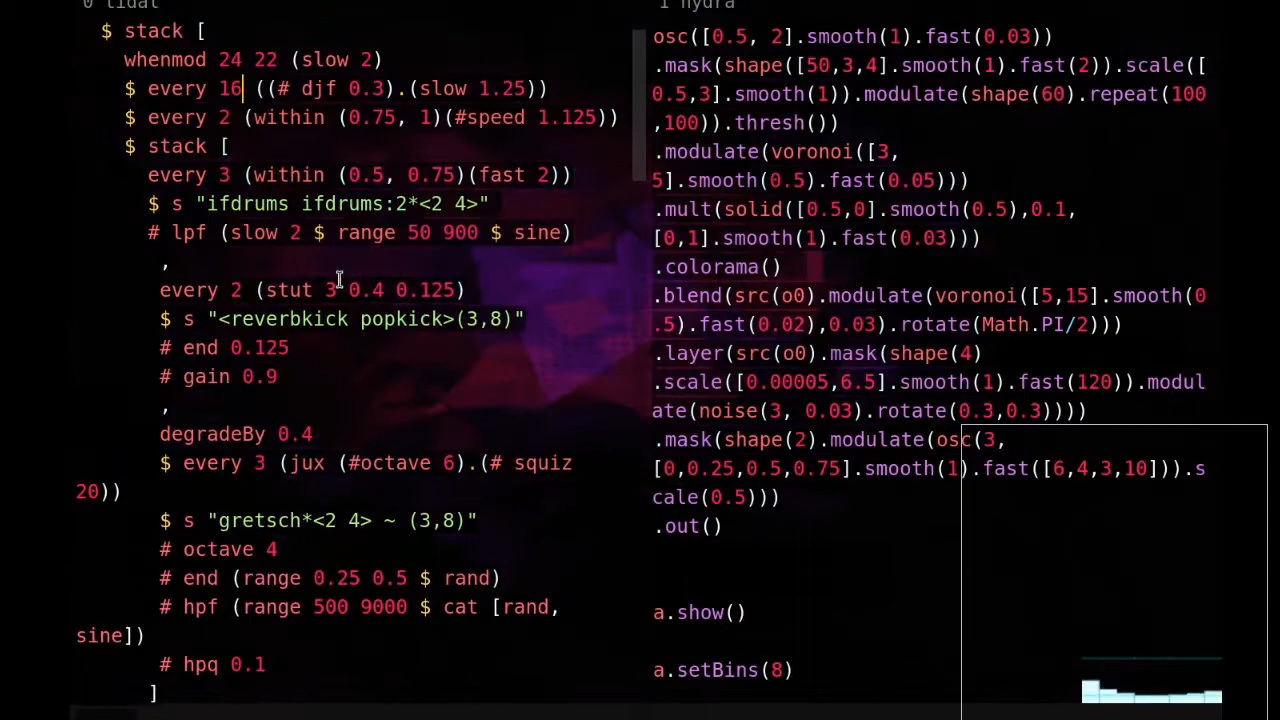 0 tidal
$ stack [
whenmod 24 22 (slow 2)
$ every 16 ((# djf 0.3).(slow 1.25))
$ every 2 (within (0.75, 1)(#speed 1.125))
$ stack [
every 3 (within (0.5, 0.75)(fast 2))
$ s "ifdrums ifdrums:2*<2 4>"
# lpf (slow 2 $ range 50 900 $ sine)
,
every 2 (stut 3 0.4 0.125)
$ s "<reverbkick popkick>(3,8)"
# end 0.125
# gain 0.9
,
degradeBy 0.4
$ every 3 (jux (#octave 6).(# squiz
20))
$ s "gretsch*<2 4> ~ (3,8)"
# octave 4
# end (range 0.25 0.5 $ rand)
# hpf (range 500 9000 $ cat [rand,
sine])
# hpq 0.1
]
1 hydra
osc([0.5, 2].smooth(1).fast(0.03))
.mask(shape([50,3,4].smooth(1).fast(2)).scale([
0.5,3].smooth(1)).modulate(shape(60).repeat(100
,100)).thresh())
.modulate(voronoi([3,
5].smooth(0.5).fast(0.05)))
.mult(solid([0.5,0].smooth(0.5),0.1,
[0,1].smooth(1).fast(0.03)))
.colorama()
.blend(src(o0).modulate(voronoi([5,15].smooth(0
.5).fast(0.02),0.03).rotate(Math.PI/2)))
.layer(src(o0).mask(shape(4)
.scale([0.00005,6.5].smooth(1).fast(120)).modul
ate(noise(3, 0.03).rotate(0.3,0.3))))
.mask(shape(2).modulate(osc(3,
[0,0.25,0.5,0.75].smooth(1).fast([6,4,3,10])).s
cale(0.5)))
.out()
a.show()
a.setBins(8)